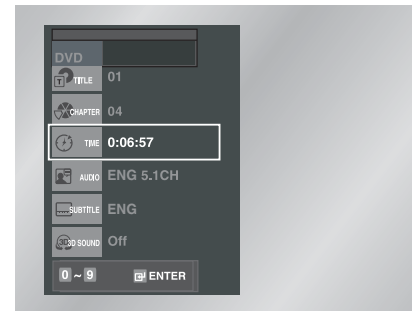 DVD
TITLE 01
CHAPTER 04
TIME 0:06:57
AUDIO ENG 5.1CH
SUBTITLE ENG
3D SOUND Off
0 ~ 9 ENTER